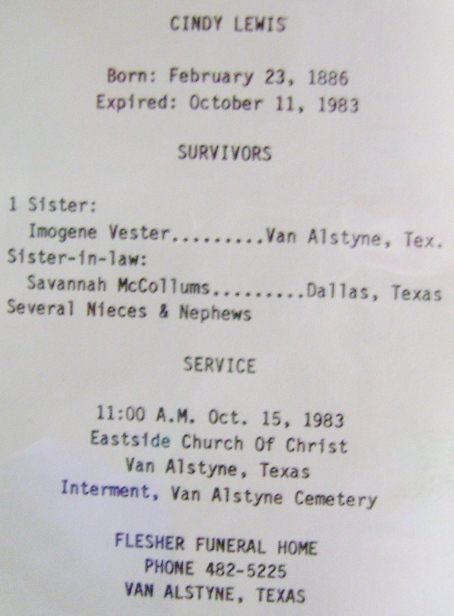 CINDY LEWIS
Born: February 23, 1886
Expired: October 11, 1983
SURVIVORS
1 Sister:
Imogene Vester.........Van Alstyne, Tex.
Sister-in-law:
Savannah McCollums.........Dallas, Texas
Several Nieces & Nephews
SERVICE
11:00 A.M. Oct. 15, 1983
Eastside Church Of Christ
Van Alstyne, Texas
Interment, Van Alstyne Cemetery
FLESHER FUNERAL HOME
PHONE 482-5225
VAN ALSTYNE, TEXAS